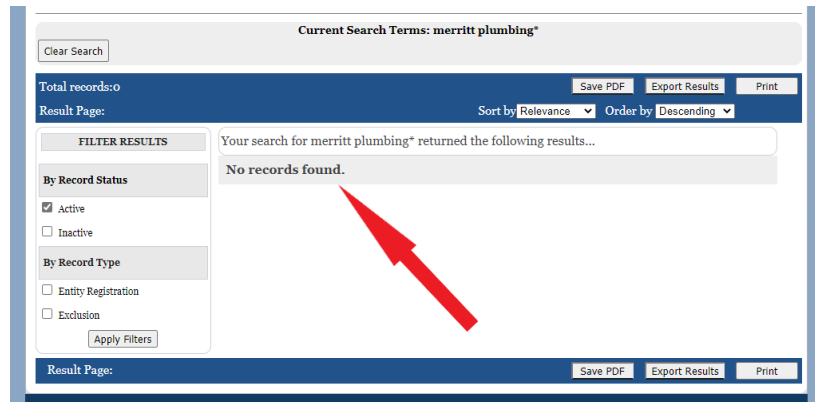 Current Search Terms: merritt plumbing*
Clear Search
Total records:0
Save PDF Export Results Print
Result Page:
Sort by Relevance Order by Descending
FILTER RESULTS
Your search for merritt plumbing* returned the following results...
No records found.
By Record Status
Active
Inactive
By Record Type
Entity Registration
Exclusion
Apply Filters
Result Page:
Save PDF Export Results Print